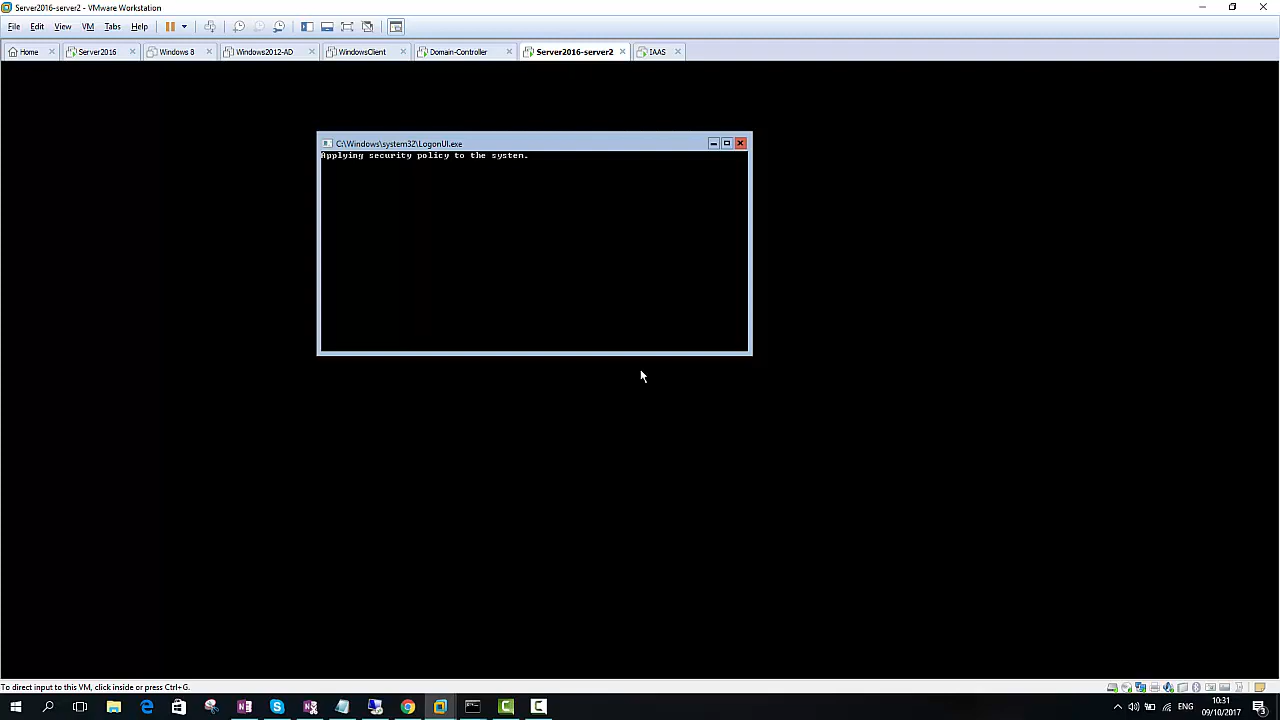 Server2016-server2 - VMware Workstation
File Edit View VM Tabs Help
Home Server2016 Windows 8 Windows2012-AD WindowsClient Domain-Controller Server2016-server2 IAAS
C:\Windows\system32\LogonUI.exe
Applying security policy to the system.
To direct input to this VM, click inside or press Ctrl+G.
ENG
10:31
09/10/2017
3